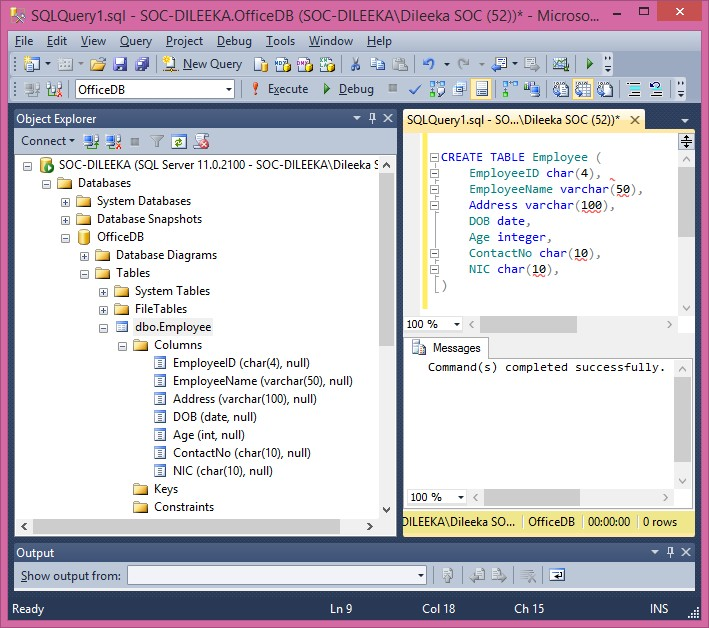 SQLQuery1.sql - SOC-DILEEKA.OfficeDB (SOC-DILEEKA\Dileeka SOC (52))* - Microso...
File Edit View Query Project Debug Tools Window Help
New Query
OfficeDB Execute Debug
Object Explorer
Connect
SOC-DILEEKA (SQL Server 11.0.2100 - SOC-DILEEKA\Dileeka S
Databases
System Databases
Database Snapshots
OfficeDB
Database Diagrams
Tables
System Tables
FileTables
dbo.Employee
Columns
EmployeeID (char(4), null)
EmployeeName (varchar(50), null)
Address (varchar(100), null)
DOB (date, null)
Age (int, null)
ContactNo (char(10), null)
NIC (char(10), null)
Keys
Constraints
SQLQuery1.sql - SO...\Dileeka SOC (52))*
CREATE TABLE Employee (
EmployeeID char(4),
EmployeeName varchar(50),
Address varchar(100),
DOB date,
Age integer,
ContactNo char(10),
NIC char(10),
)
100 %
Messages
Command(s) completed successfully.
100 %
DILEEKA\Dileeka SO... OfficeDB 00:00:00 0 rows
Output
Show output from:
Ready Ln 9 Col 18 Ch 15 INS